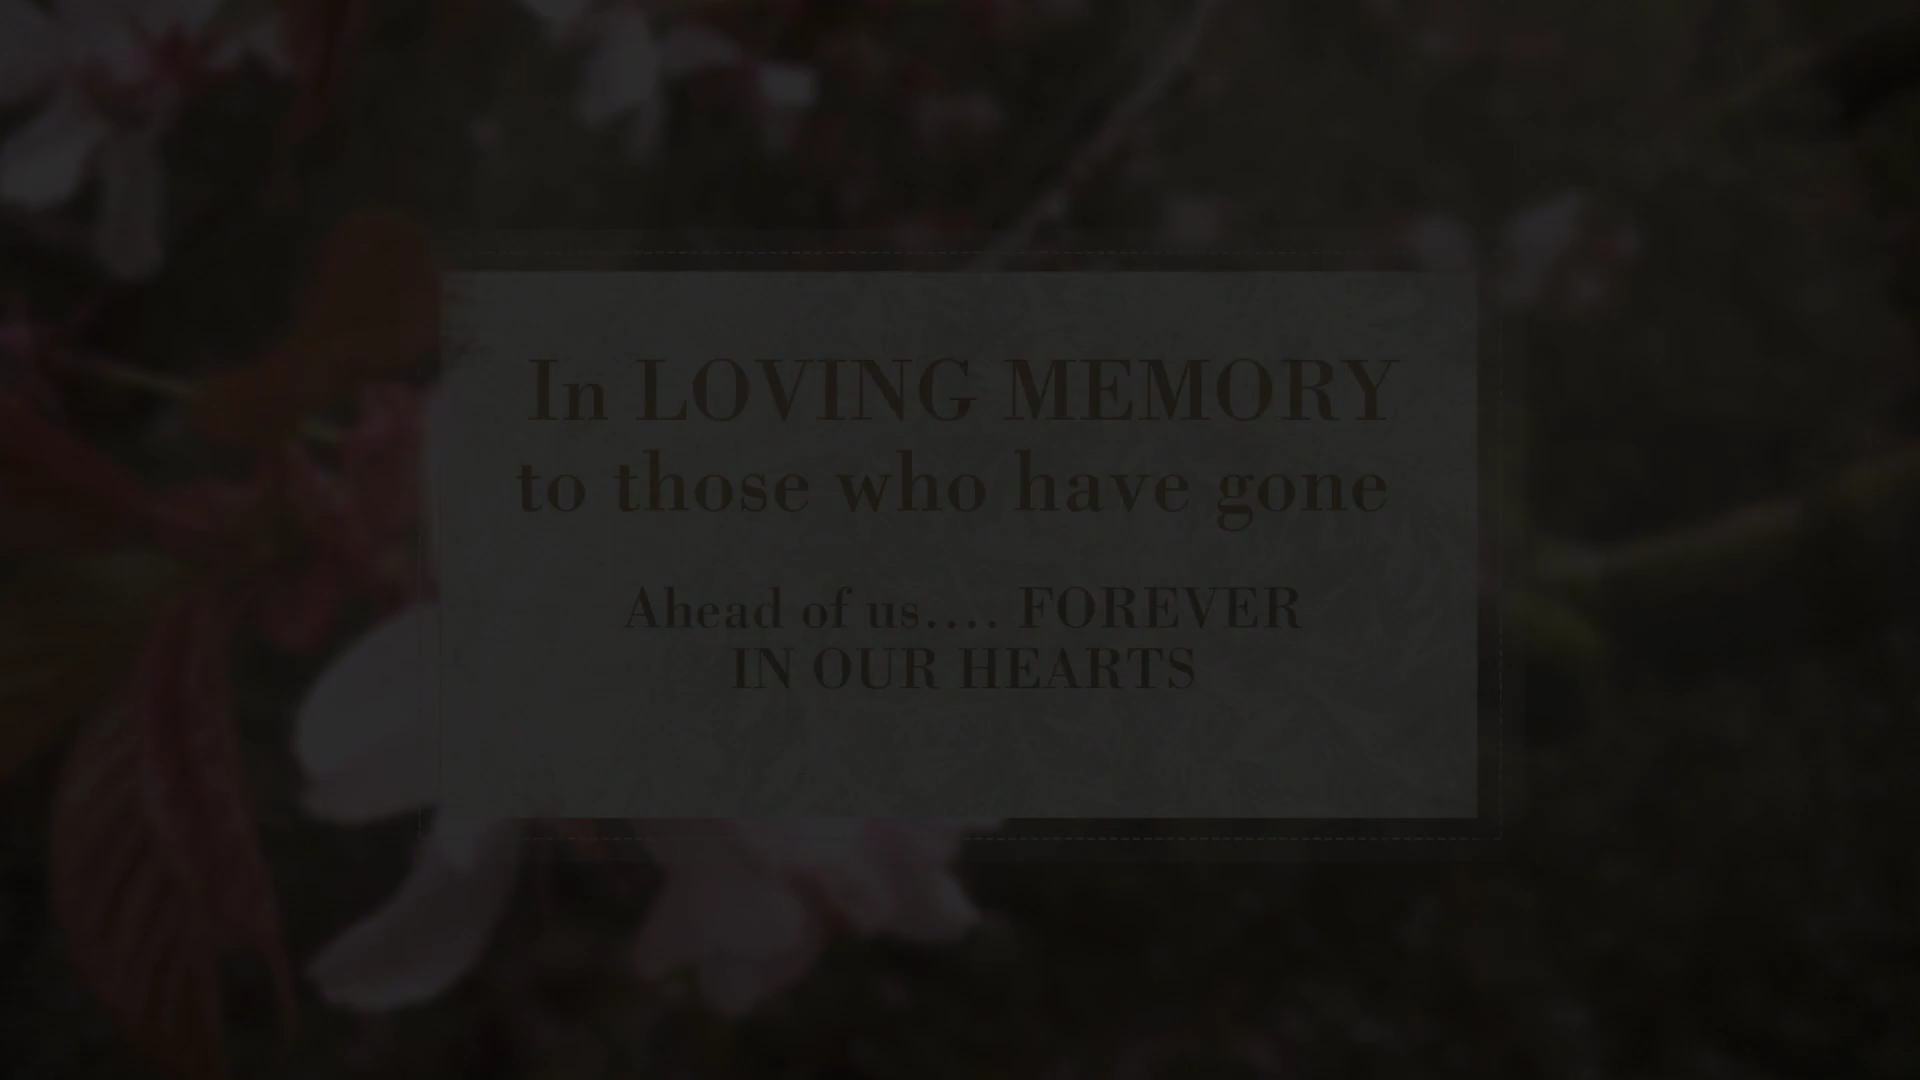 In LOVING MEMORY
to those who have gone
Ahead of us.... FOREVER
IN OUR HEARTS